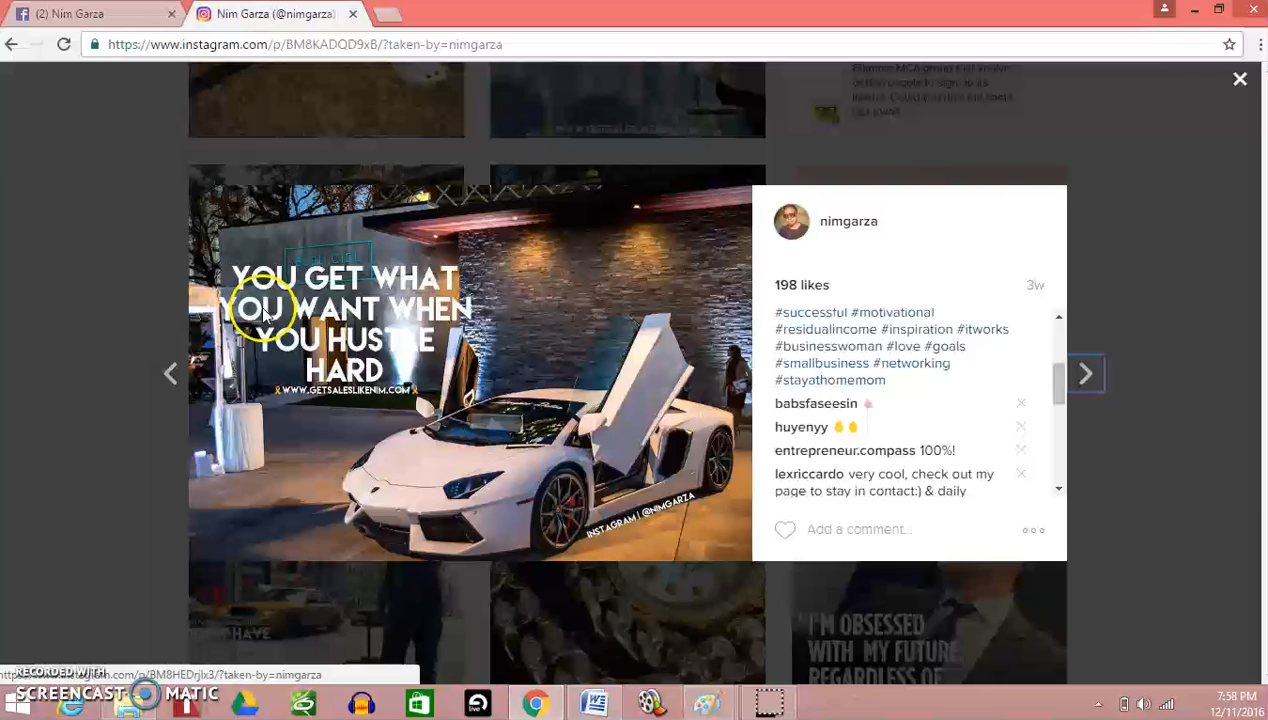 (2) Nim Garza
Nim Garza (@nimgarza)
https://www.instagram.com/p/BM8KADQD9xB/?taken-by=nimgarza
YOU GET WHAT
YOU WANT WHEN
YOU HUSTLE
HARD
WWW.GETSALESLIKENIM.COM
INSTAGRAM | @NIMGARZA
nimgarza
198 likes
3w
#successful #motivational
#residualincome #inspiration #itworks
#businesswoman #love #goals
#smallbusiness #networking
#stayathomemom
babsfaseesin
huyenyy
entrepreneur.compass 100%!
lexriccardo very cool, check out my
page to stay in contact:) & daily
Add a comment...
HAVE
'I'M OBSESSED
WITH MY FUTURE
REGARDLESS OF
https://www.instagram.com/p/BM8HEDrjlx3/?taken-by=nimgarza
RECORDED WITH
SCREENCAST MATIC
live
7:58 PM
12/11/2016